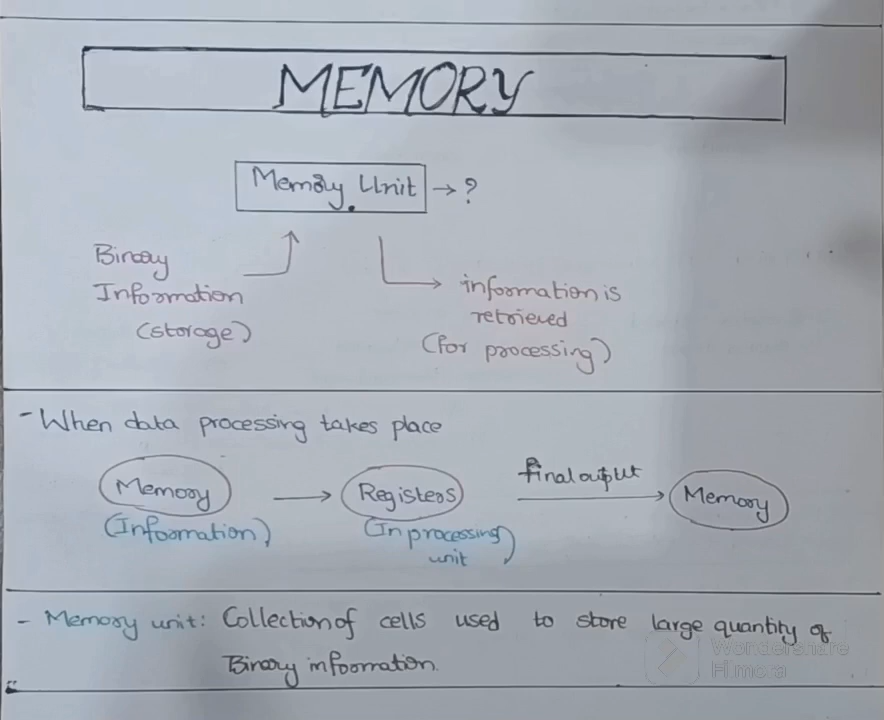 MEMORY
Memory Unit → ?
Binary
Information
(storage)
information is
retrieved
(for processing)
- When data processing takes place
Memory → Registers final output → Memory
(Information) (In processing
unit)
- Memory unit: Collection of cells used to store large quantity of
Binary information.
Wondershare
Filmora